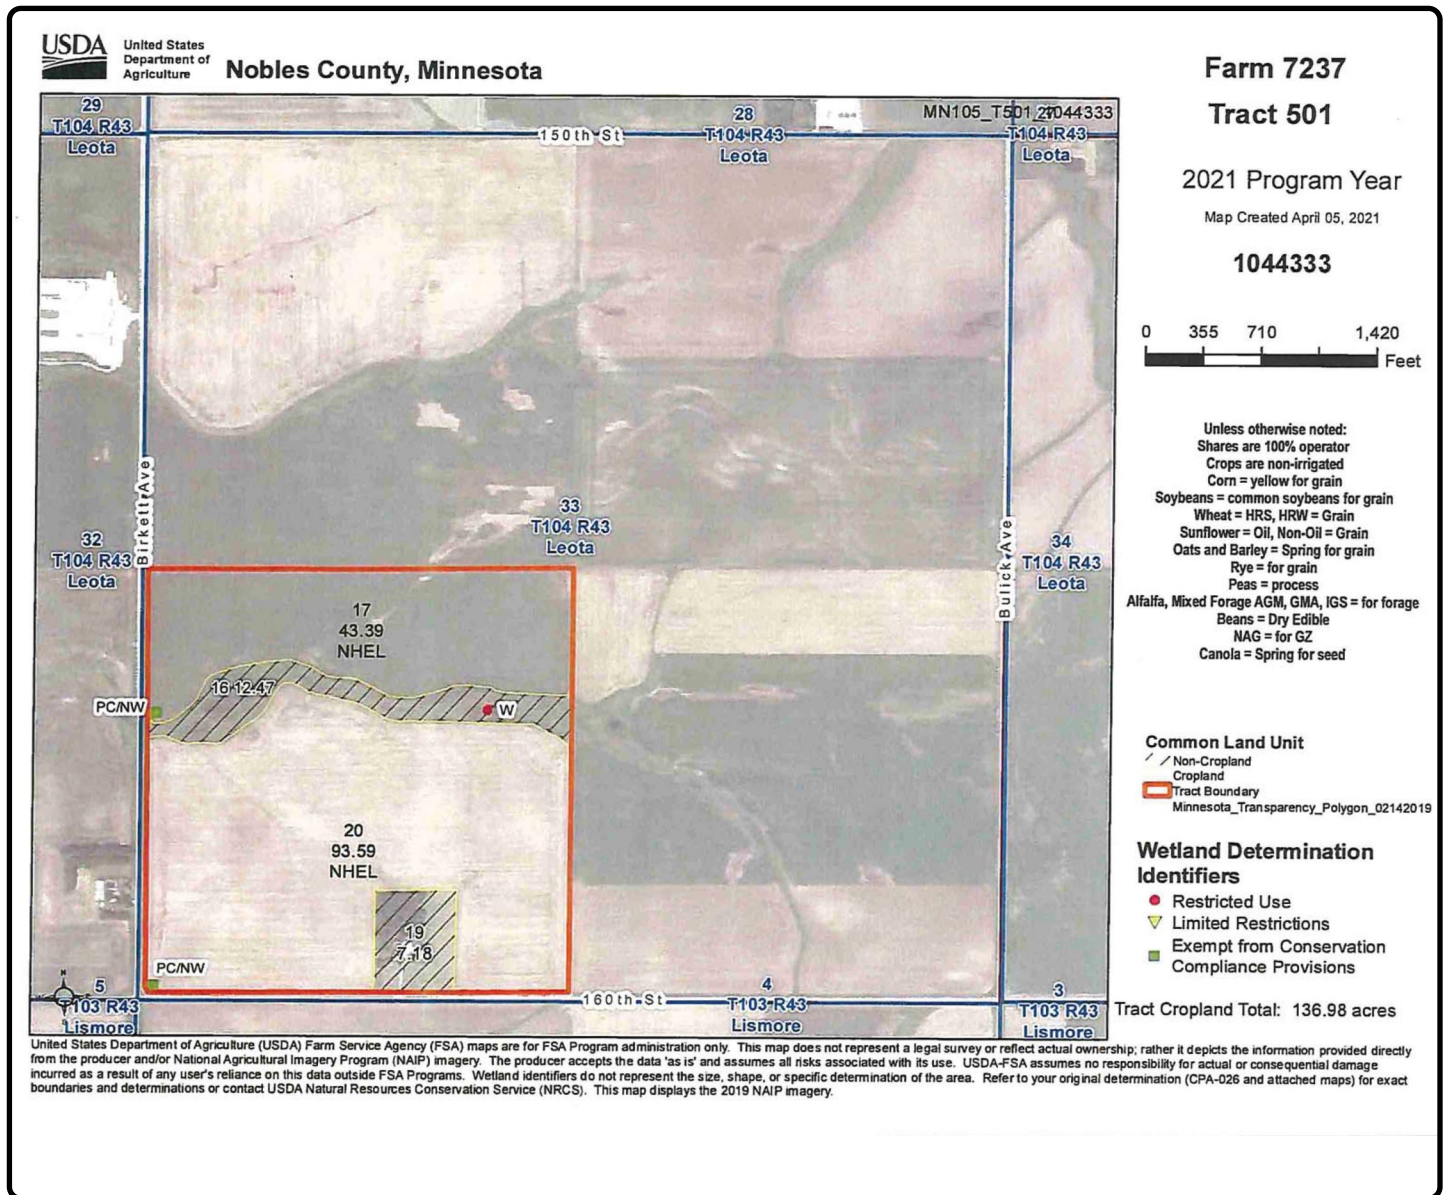 USDA
United States
Department of
Agriculture
Nobles County, Minnesota
Farm 7237
Tract 501
2021 Program Year
Map Created April 05, 2021
1044333
0 355 710 1,420
Feet
Unless otherwise noted:
Shares are 100% operator
Crops are non-irrigated
Corn = yellow for grain
Soybeans = common soybeans for grain
Wheat = HRS, HRW = Grain
Sunflower = Oil, Non-Oil = Grain
Oats and Barley = Spring for grain
Rye = for grain
Peas = process
Alfalfa, Mixed Forage AGM, GMA, IGS = for forage
Beans = Dry Edible
NAG = for GZ
Canola = Spring for seed
Common Land Unit
Non-Cropland
Cropland
Tract Boundary
Minnesota_Transparency_Polygon_02142019
Wetland Determination
Identifiers
Restricted Use
Limited Restrictions
Exempt from Conservation
Compliance Provisions
Tract Cropland Total: 136.98 acres
29
T104 R43
Leota
150th St
28
T104 R43
Leota
MN105_T501_
1044333
T104 R43
Leota
Birkett Ave
33
T104 R43
Leota
Bulick Ave
32
T104 R43
Leota
34
T104 R43
Leota
17
43.39
NHEL
16 12.47
PC/NW
W
20
93.59
NHEL
19
7.18
PC/NW
N
5
T103 R43
Lismore
160th St
4
T103 R43
Lismore
3
T103 R43
Lismore
United States Department of Agriculture (USDA) Farm Service Agency (FSA) maps are for FSA Program administration only. This map does not represent a legal survey or reflect actual ownership; rather it depicts the information provided directly
from the producer and/or National Agricultural Imagery Program (NAIP) imagery. The producer accepts the data 'as is' and assumes all risks associated with its use. USDA-FSA assumes no responsibility for actual or consequential damage
incurred as a result of any user's reliance on this data outside FSA Programs. Wetland identifiers do not represent the size, shape, or specific determination of the area. Refer to your original determination (CPA-026 and attached maps) for exact
boundaries and determinations or contact USDA Natural Resources Conservation Service (NRCS). This map displays the 2019 NAIP imagery.